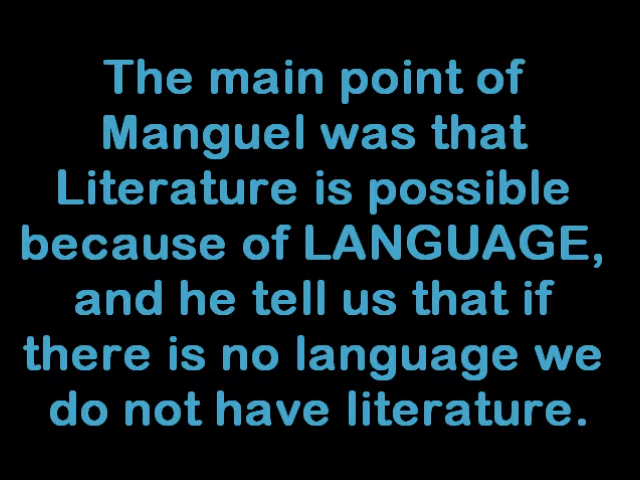 The main point of
Manguel was that
Literature is possible
because of LANGUAGE,
and he tell us that if
there is no language we
do not have literature.